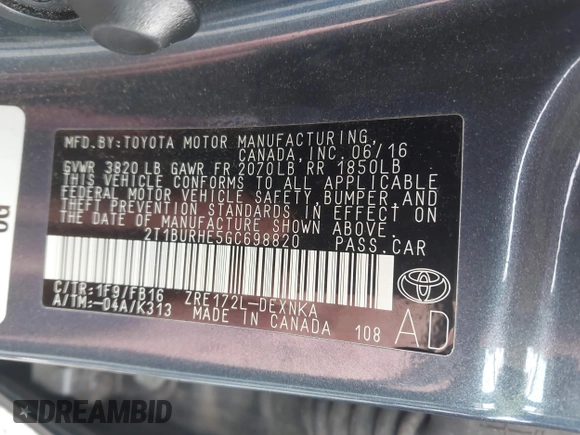 MFD.BY:TOYOTA MOTOR MANUFACTURING,
CANADA, INC. 06/16
GVWR 3820LB GAWR FR 2070LB RR 1850LB
THIS VEHICLE CONFORMS TO ALL APPLICABLE
FEDERAL MOTOR VEHICLE SAFETY,BUMPER,AND
THEFT PREVENTION STANDARDS IN EFFECT ON
THE DATE OF MANUFACTURE SHOWN ABOVE.
2T1BURHE5GC698820 PASS.CAR
C/TR:1F9/FB16 ZRE172L-DEXNKA
A/TM:-04A/K313 MADE IN CANADA 108
AD
DREAMBID